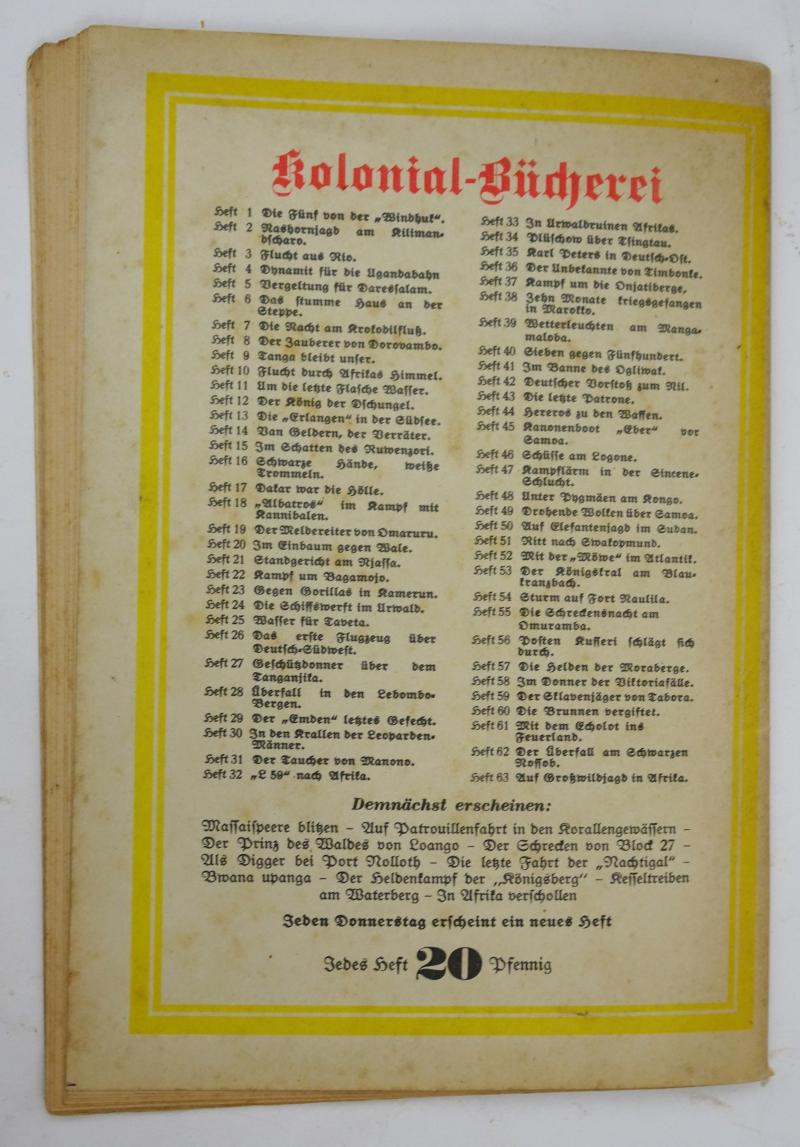 Kolonial-Bücherei
Heft 1 Die Fünf von der „Windhuk“.
Heft 2 Nashornjagd am Kiliman-
dscharo.
Heft 3 Flucht aus Rio.
Heft 4 Dynamit für die Ugandabahn
Heft 5 Vergeltung für Daressalam.
Heft 6 Das stumme Haus an der
Steppe.
Heft 7 Die Nacht am Krokodilfluß.
Heft 8 Der Zauberer von Dorovambo.
Heft 9 Tanga bleibt unser.
Heft 10 Flucht durch Afrikas Himmel.
Heft 11 Um die letzte Flasche Wasser.
Heft 12 Der König der Dschungel.
Heft 13 Die „Erlangen“ in der Südsee.
Heft 14 Van Geldern, der Verräter.
Heft 15 Im Schatten des Ruwenzori.
Heft 16 Schwarze Hände, weiße
Trommeln.
Heft 17 Dakar war die Hölle.
Heft 18 „Albatros“ im Kampf mit
Kannibalen.
Heft 19 Der Meldereiter von Omaruru.
Heft 20 Im Einbaum gegen Wale.
Heft 21 Standgericht am Njassa.
Heft 22 Kampf um Bagamojo.
Heft 23 Gegen Gorillas in Kamerun.
Heft 24 Die Schiffswerft im Urwald.
Heft 25 Wasser für Taveta.
Heft 26 Das erste Flugzeug über
Deutsch-Südwest.
Heft 27 Geschützdonner über dem
Tanganjika.
Heft 28 Überfall in den Lebombo-
Bergen.
Heft 29 Der „Emden“ letztes Gefecht.
Heft 30 In den Krallen der Leoparden-
Männer.
Heft 31 Der Taucher von Manono.
Heft 32 „L 59“ nach Afrika.
Heft 33 In Urwaldruinen Afrikas.
Heft 34 Plüschow über Tsingtau.
Heft 35 Karl Peters in Deutsch-Ost.
Heft 36 Der Unbekannte von Timbonke.
Heft 37 Kampf um die Onjatiberge.
Heft 38 Zehn Monate kriegsgefangen
in Marokko.
Heft 39 Wetterleuchten am Manga-
maloba.
Heft 40 Sieben gegen Fünfhundert.
Heft 41 Im Banne des Ogliwak.
Heft 42 Deutscher Vorstoß zum Nil.
Heft 43 Die letzte Patrone.
Heft 44 Hereros zu den Waffen.
Heft 45 Kanonenboot „Eber“ vor
Samoa.
Heft 46 Schüsse am Logone.
Heft 47 Kampflärm in der Sincene-
Schlucht.
Heft 48 Unter Pygmäen am Kongo.
Heft 49 Drohende Wolken über Samoa.
Heft 50 Auf Elefantenjagd im Sudan.
Heft 51 Ritt nach Swakopmund.
Heft 52 Mit der „Möwe“ im Atlantik.
Heft 53 Der Königskral am Blau-
kranzbach.
Heft 54 Sturm auf Fort Naulila.
Heft 55 Die Schreckensnacht am
Omuramba.
Heft 56 Posten Kufferi schlägt sich
durch.
Heft 57 Die Helden der Moraberge.
Heft 58 Im Donner der Viktoriafälle.
Heft 59 Der Sklavenjäger von Tabora.
Heft 60 Die Brunnen vergiftet.
Heft 61 Mit dem Echolot ins
Feuerland.
Heft 62 Der Überfall am Schwarzen
Nossob.
Heft 63 Auf Großwildjagd in Afrika.
Demnächst erscheinen:
Massaispeere blitzen – Auf Patrouillenfahrt in den Korallengewässern –
Der Prinz des Waldes von Loango – Der Schrecken von Block 27 –
Als Digger bei Port Nolloth – Die letzte Fahrt der „Nachtigal“ –
Bwana upanga – Der Heldenkampf der „Königsberg“ – Kesseltreiben
am Waterberg – In Afrika verschollen
Jeden Donnerstag erscheint ein neues Heft
Jedes Heft 20 Pfennig